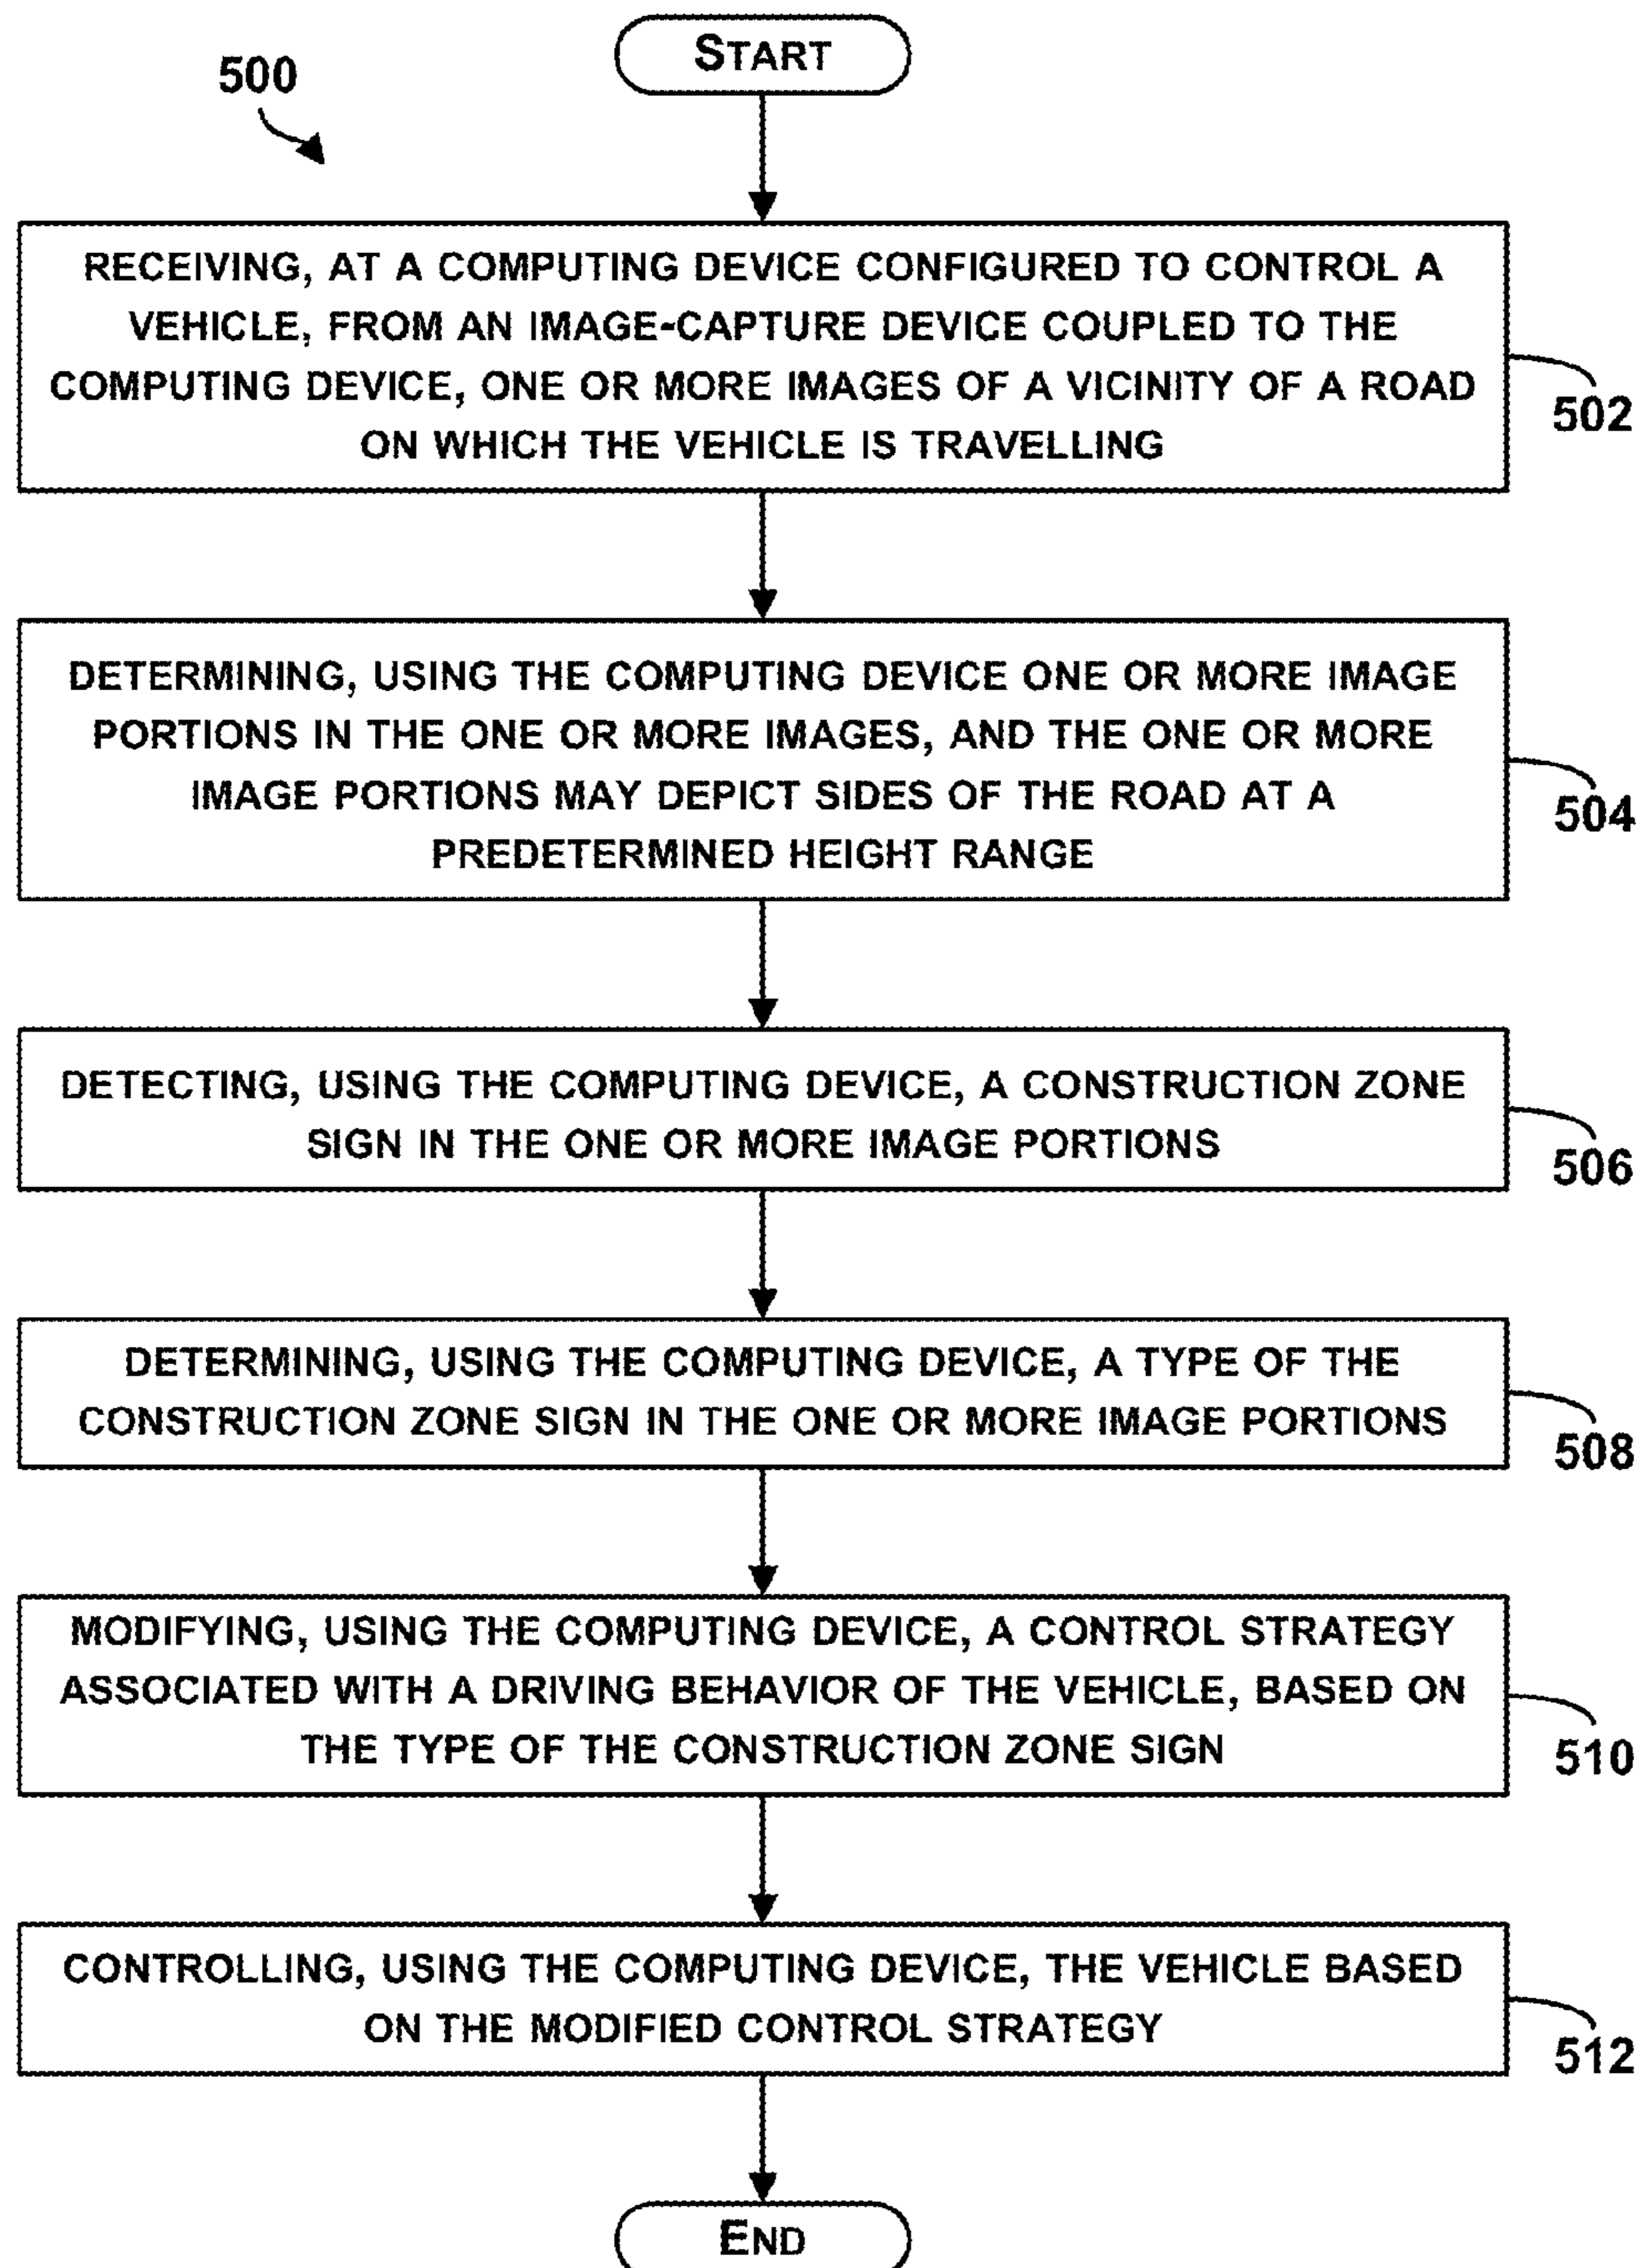 START
500
RECEIVING, AT A COMPUTING DEVICE CONFIGURED TO CONTROL A
VEHICLE, FROM AN IMAGE-CAPTURE DEVICE COUPLED TO THE
COMPUTING DEVICE, ONE OR MORE IMAGES OF A VICINITY OF A ROAD
ON WHICH THE VEHICLE IS TRAVELLING
502
DETERMINING, USING THE COMPUTING DEVICE ONE OR MORE IMAGE
PORTIONS IN THE ONE OR MORE IMAGES, AND THE ONE OR MORE
IMAGE PORTIONS MAY DEPICT SIDES OF THE ROAD AT A
PREDETERMINED HEIGHT RANGE
504
DETECTING, USING THE COMPUTING DEVICE, A CONSTRUCTION ZONE
SIGN IN THE ONE OR MORE IMAGE PORTIONS
506
DETERMINING, USING THE COMPUTING DEVICE, A TYPE OF THE
CONSTRUCTION ZONE SIGN IN THE ONE OR MORE IMAGE PORTIONS
508
MODIFYING, USING THE COMPUTING DEVICE, A CONTROL STRATEGY
ASSOCIATED WITH A DRIVING BEHAVIOR OF THE VEHICLE, BASED ON
THE TYPE OF THE CONSTRUCTION ZONE SIGN
510
CONTROLLING, USING THE COMPUTING DEVICE, THE VEHICLE BASED
ON THE MODIFIED CONTROL STRATEGY
512
END